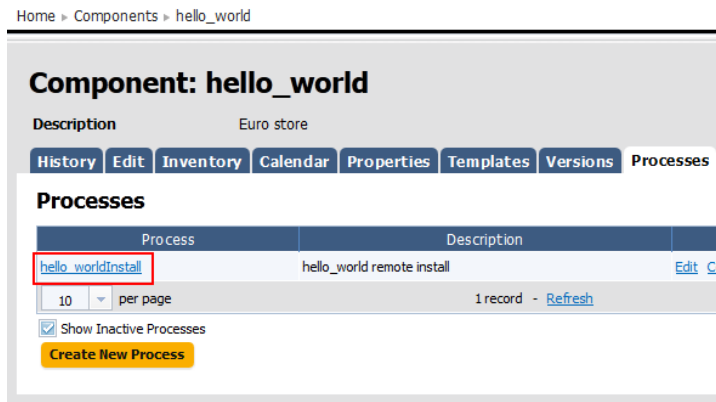 Home ▸ Components ▸ hello_world
Component: hello_world
Description Euro store
History Edit Inventory Calendar Properties Templates Versions Processes
Processes
Process Description
hello_worldInstall hello_world remote install Edit C
10 per page 1 record - Refresh
Show Inactive Processes
Create New Process